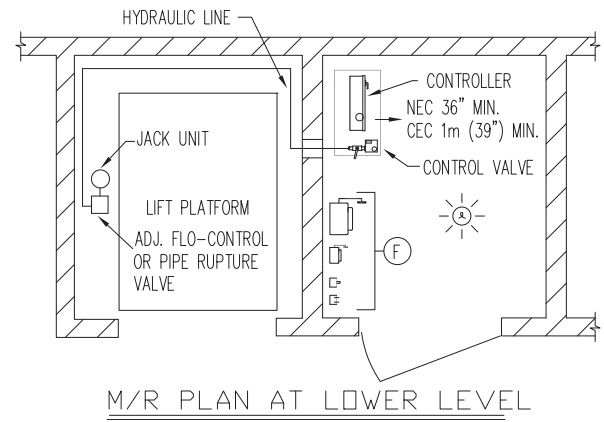 HYDRAULIC LINE
CONTROLLER
NEC 36" MIN.
CEC 1m (39") MIN.
JACK UNIT
CONTROL VALVE
LIFT PLATFORM
ADJ. FLO-CONTROL
OR PIPE RUPTURE
VALVE
F
M/R PLAN AT LOWER LEVEL